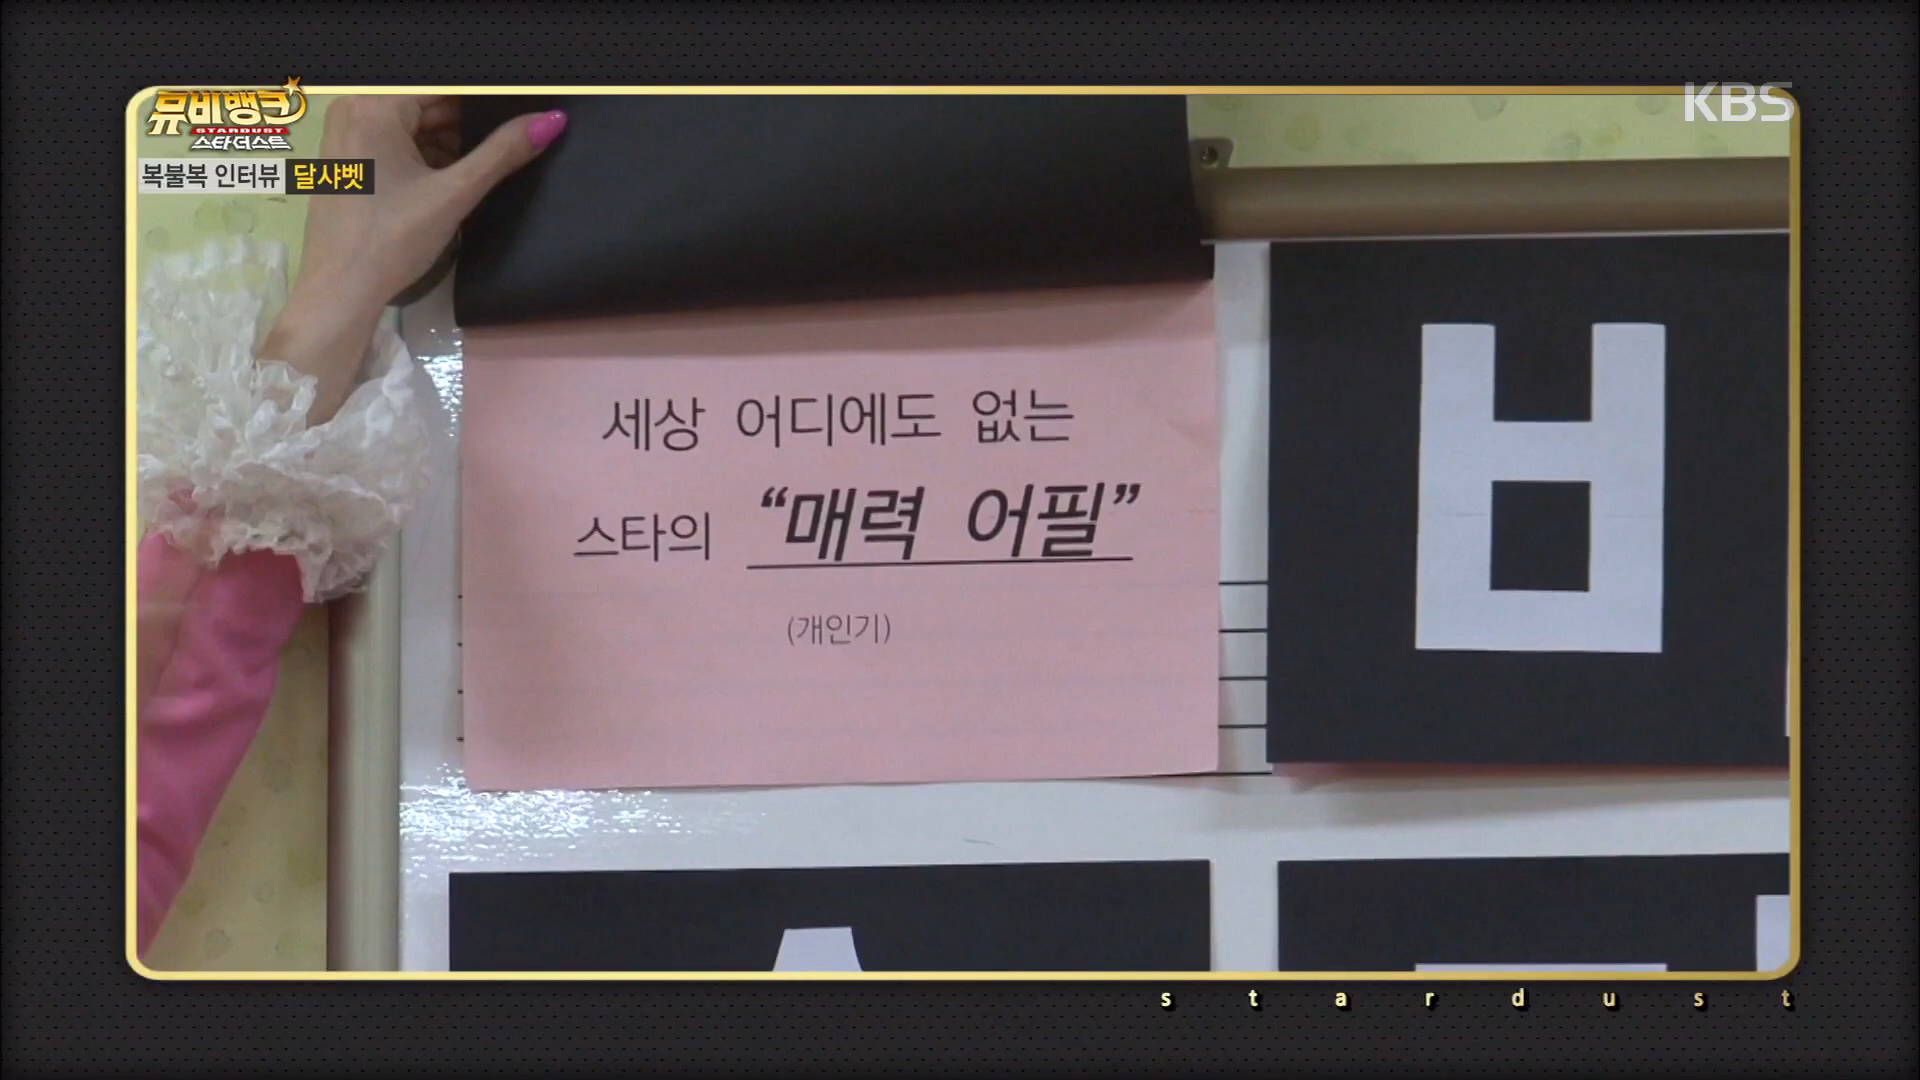 뮤비뱅크
STARDUST
스타더스트
KBS
복불복 인터뷰 달샤벳
세상 어디에도 없는
스타의 “매력 어필”
(개인기)
ㅂ
stardust